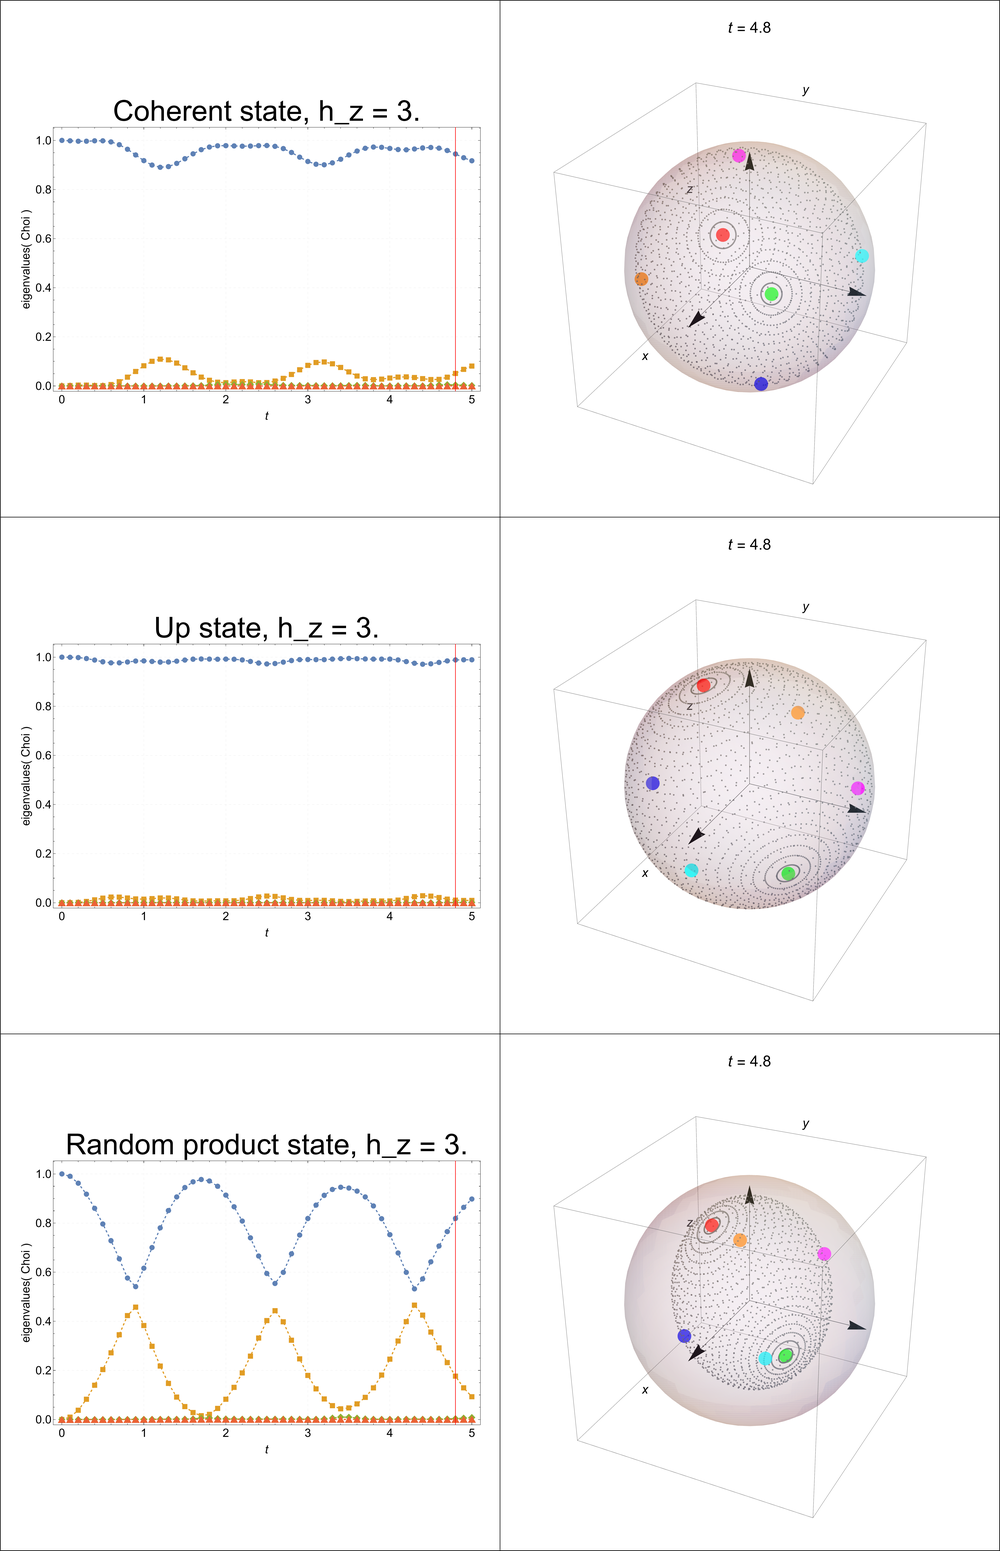 t = 4.8
y
Coherent state, h_z = 3.
1.0
0.8
z
0.6
eigenvalues( Choi )
0.4
0.2
x
0.0
0 1 2 3 4 5
t
t = 4.8
y
Up state, h_z = 3.
1.0
0.8
z
0.6
eigenvalues( Choi )
0.4
0.2
x
0.0
0 1 2 3 4 5
t
t = 4.8
y
Random product state, h_z = 3.
1.0
0.8
z
0.6
eigenvalues( Choi )
0.4
0.2
x
0.0
0 1 2 3 4 5
t